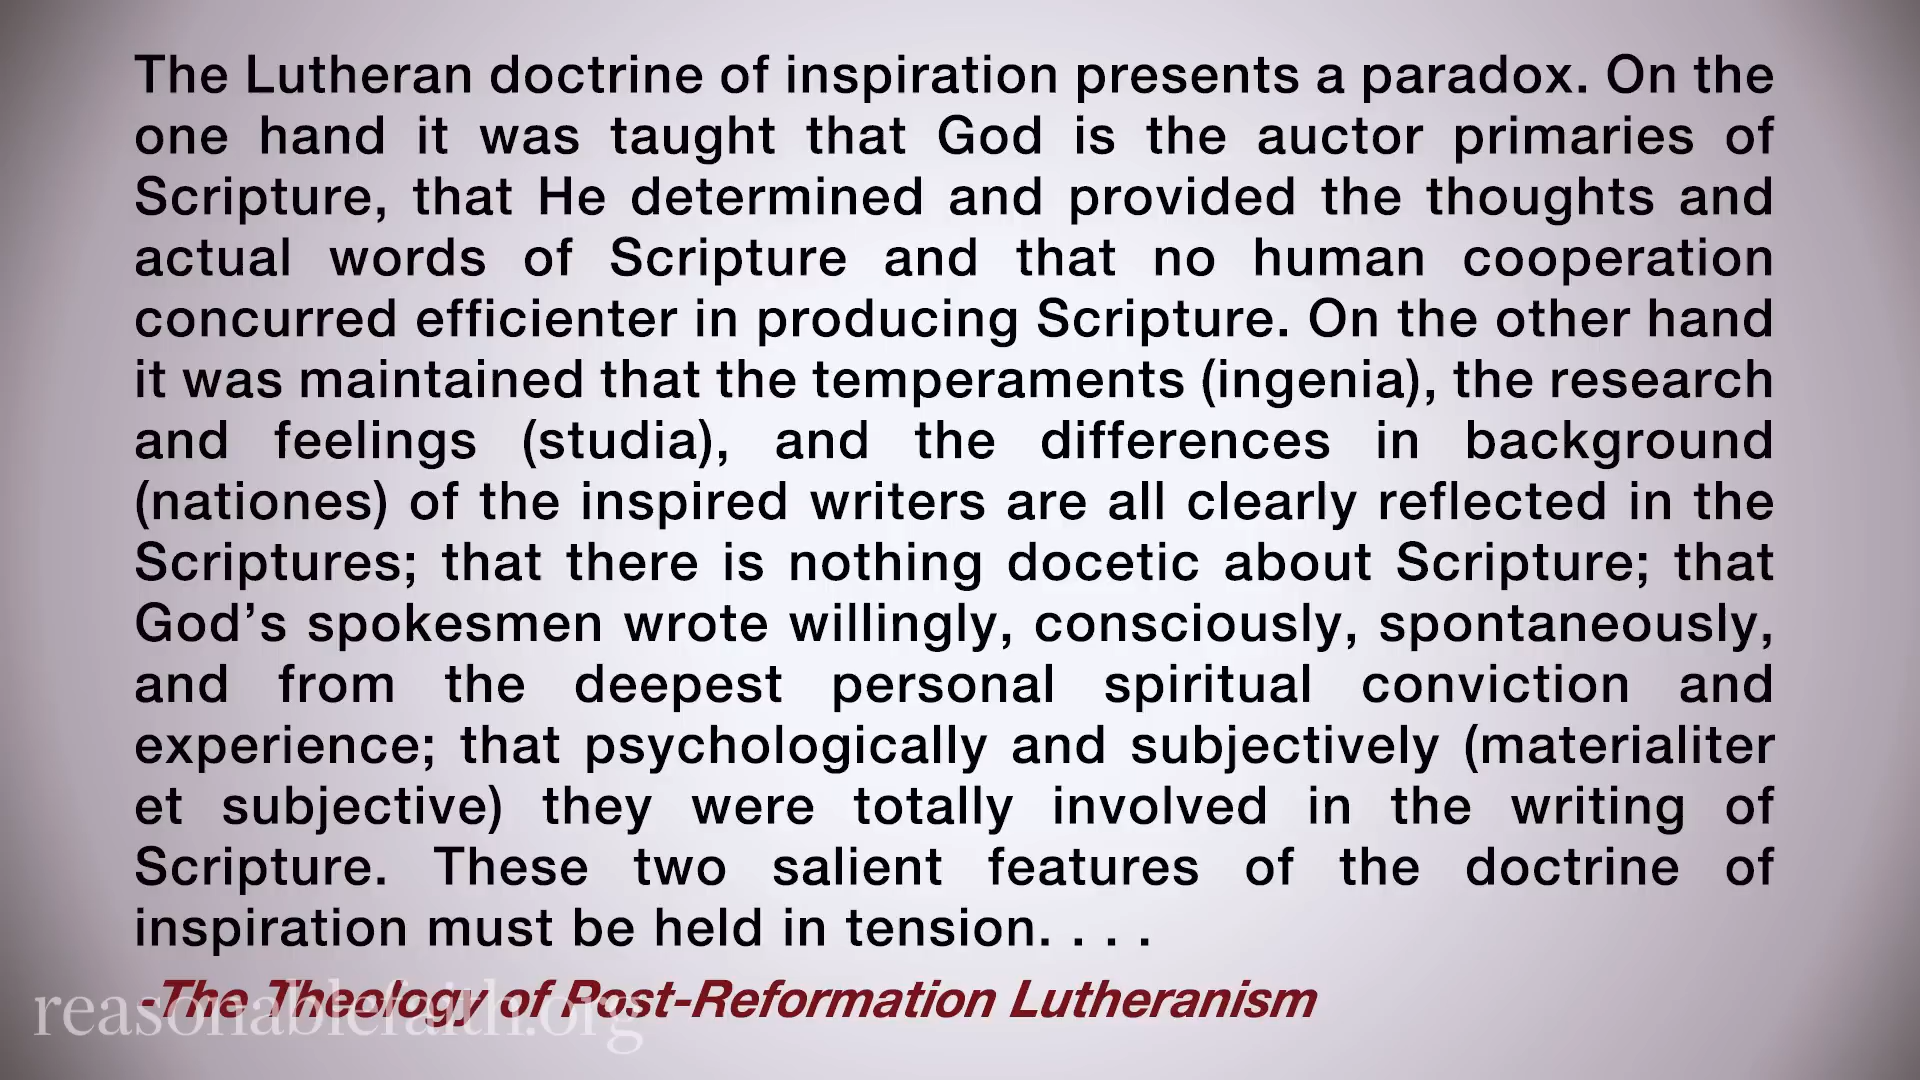 The Lutheran doctrine of inspiration presents a paradox. On the
one hand it was taught that God is the auctor primaries of
Scripture, that He determined and provided the thoughts and
actual words of Scripture and that no human cooperation
concurred efficienter in producing Scripture. On the other hand
it was maintained that the temperaments (ingenia), the research
and feelings (studia), and the differences in background
(nationes) of the inspired writers are all clearly reflected in the
Scriptures; that there is nothing docetic about Scripture; that
God’s spokesmen wrote willingly, consciously, spontaneously,
and from the deepest personal spiritual conviction and
experience; that psychologically and subjectively (materialiter
et subjective) they were totally involved in the writing of
Scripture. These two salient features of the doctrine of
inspiration must be held in tension. . . .
-The Theology of Post-Reformation Lutheranism
reasonablefaith.org